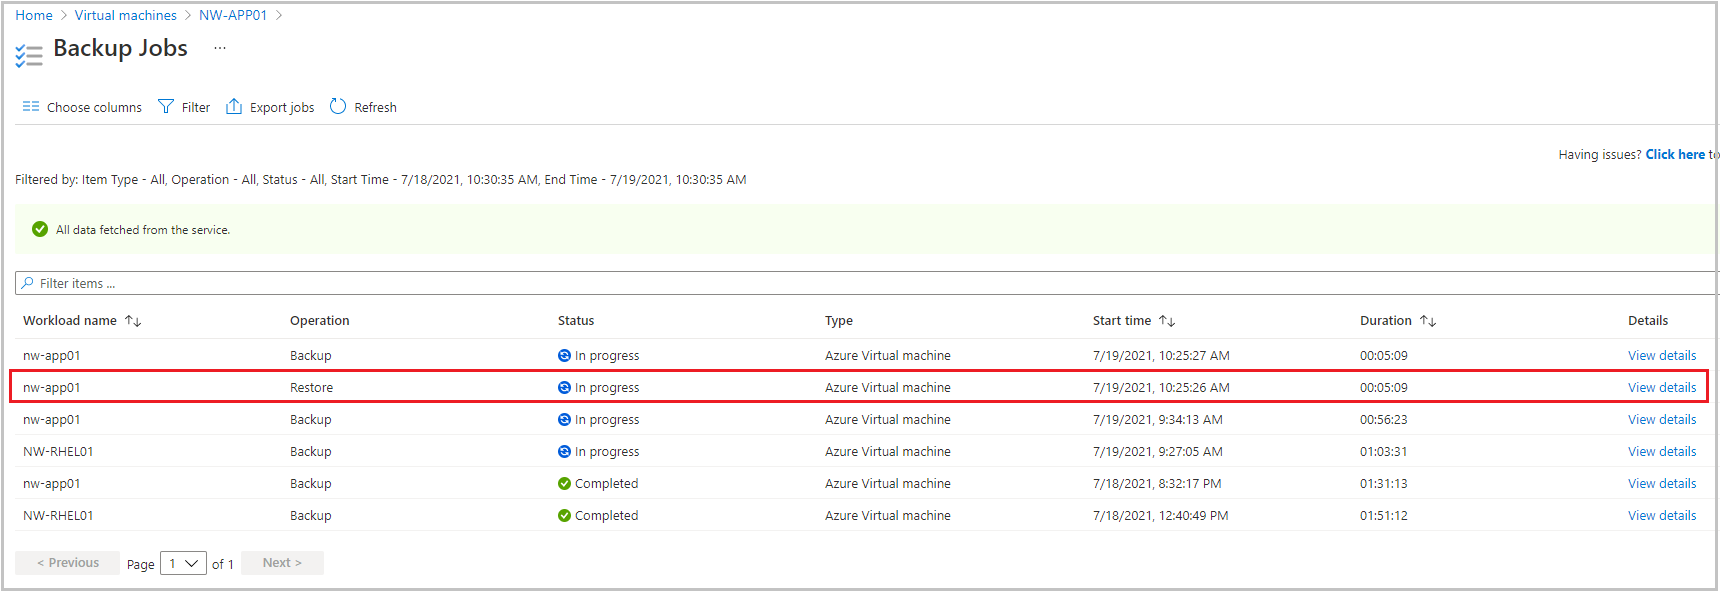 Home > Virtual machines > NW-APP01 >
Backup Jobs ...
Choose columns Filter Export jobs Refresh
Having issues? Click here to
Filtered by: Item Type - All, Operation - All, Status - All, Start Time - 7/18/2021, 10:30:35 AM, End Time - 7/19/2021, 10:30:35 AM
All data fetched from the service.
Filter items ...
Workload name ↑↓ Operation Status Type Start time ↑↓ Duration ↑↓ Details
nw-app01 Backup In progress Azure Virtual machine 7/19/2021, 10:25:27 AM 00:05:09 View details
nw-app01 Restore In progress Azure Virtual machine 7/19/2021, 10:25:26 AM 00:05:09 View details
nw-app01 Backup In progress Azure Virtual machine 7/19/2021, 9:34:13 AM 00:56:23 View details
NW-RHEL01 Backup In progress Azure Virtual machine 7/19/2021, 9:27:05 AM 01:03:31 View details
nw-app01 Backup Completed Azure Virtual machine 7/18/2021, 8:32:17 PM 01:31:13 View details
NW-RHEL01 Backup Completed Azure Virtual machine 7/18/2021, 12:40:49 PM 01:51:12 View details
< Previous Page 1 of 1 Next >